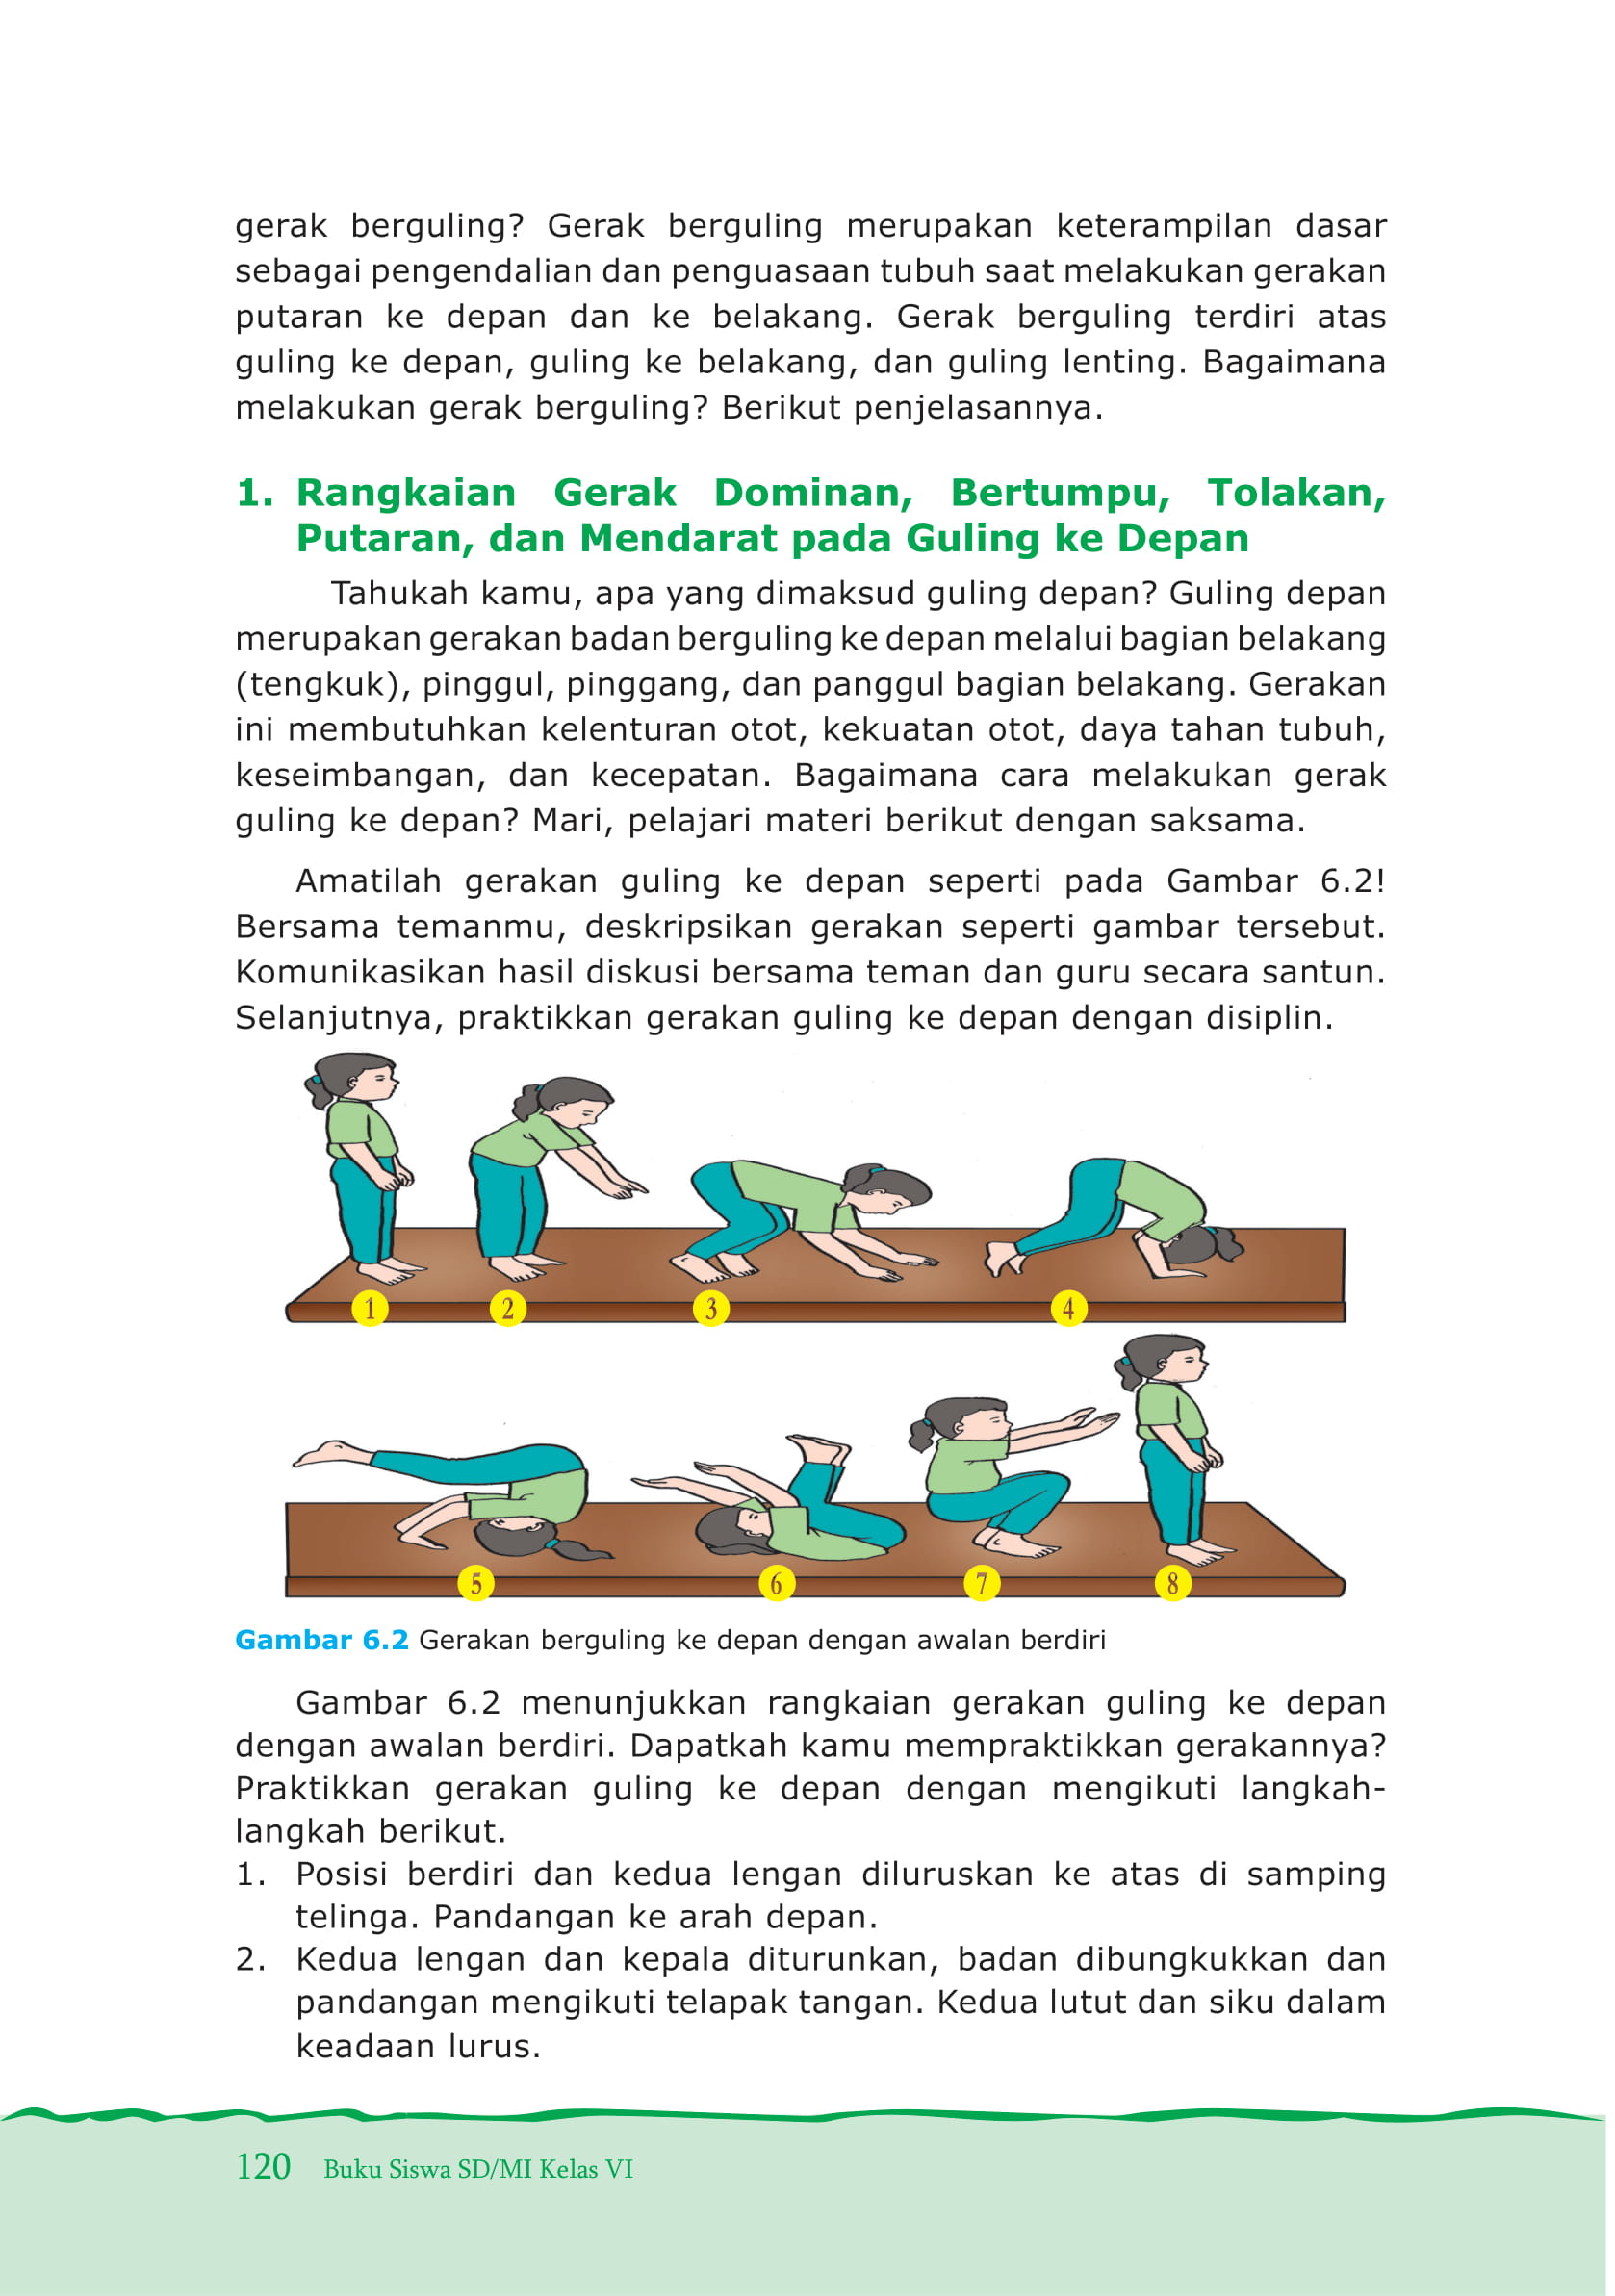 gerak berguling? Gerak berguling merupakan keterampilan dasar
sebagai pengendalian dan penguasaan tubuh saat melakukan gerakan
putaran ke depan dan ke belakang. Gerak berguling terdiri atas
guling ke depan, guling ke belakang, dan guling lenting. Bagaimana
melakukan gerak berguling? Berikut penjelasannya.
1. Rangkaian Gerak Dominan, Bertumpu, Tolakan,
Putaran, dan Mendarat pada Guling ke Depan
Tahukah kamu, apa yang dimaksud guling depan? Guling depan
merupakan gerakan badan berguling ke depan melalui bagian belakang
(tengkuk), pinggul, pinggang, dan panggul bagian belakang. Gerakan
ini membutuhkan kelenturan otot, kekuatan otot, daya tahan tubuh,
keseimbangan, dan kecepatan. Bagaimana cara melakukan gerak
guling ke depan? Mari, pelajari materi berikut dengan saksama.
Amatilah gerakan guling ke depan seperti pada Gambar 6.2!
Bersama temanmu, deskripsikan gerakan seperti gambar tersebut.
Komunikasikan hasil diskusi bersama teman dan guru secara santun.
Selanjutnya, praktikkan gerakan guling ke depan dengan disiplin.
1 2 3 4
5 6 7 8
Gambar 6.2 Gerakan berguling ke depan dengan awalan berdiri
Gambar 6.2 menunjukkan rangkaian gerakan guling ke depan
dengan awalan berdiri. Dapatkah kamu mempraktikkan gerakannya?
Praktikkan gerakan guling ke depan dengan mengikuti langkah-
langkah berikut.
1. Posisi berdiri dan kedua lengan diluruskan ke atas di samping
telinga. Pandangan ke arah depan.
2. Kedua lengan dan kepala diturunkan, badan dibungkukkan dan
pandangan mengikuti telapak tangan. Kedua lutut dan siku dalam
keadaan lurus.
120 Buku Siswa SD/MI Kelas VI